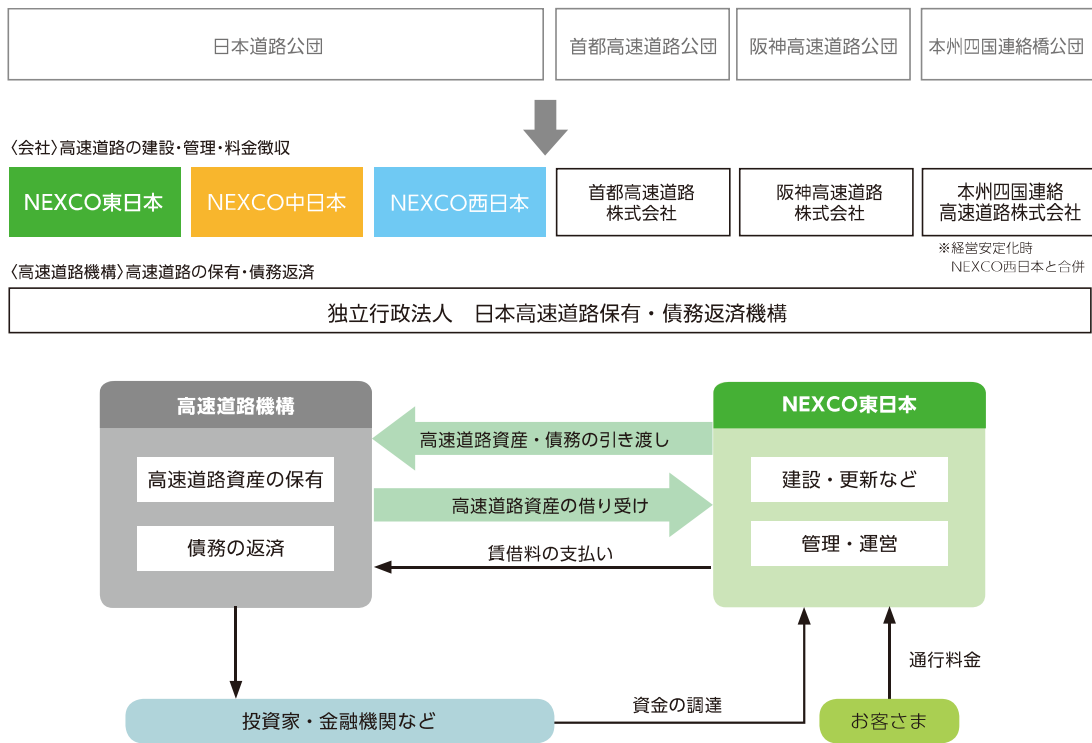 日本道路公団
首都高速道路公団
阪神高速道路公団
本州四国連絡橋公団
〈会社〉高速道路の建設・管理・料金徴収
NEXCO東日本
NEXCO中日本
NEXCO西日本
首都高速道路
株式会社
阪神高速道路
株式会社
本州四国連絡
高速道路株式会社
※経営安定化時
NEXCO西日本と合併
〈高速道路機構〉高速道路の保有・債務返済
独立行政法人　日本高速道路保有・債務返済機構
高速道路機構
NEXCO東日本
高速道路資産・債務の引き渡し
高速道路資産の保有
建設・更新など
高速道路資産の借り受け
債務の返済
管理・運営
賃借料の支払い
通行料金
資金の調達
投資家・金融機関など
お客さま